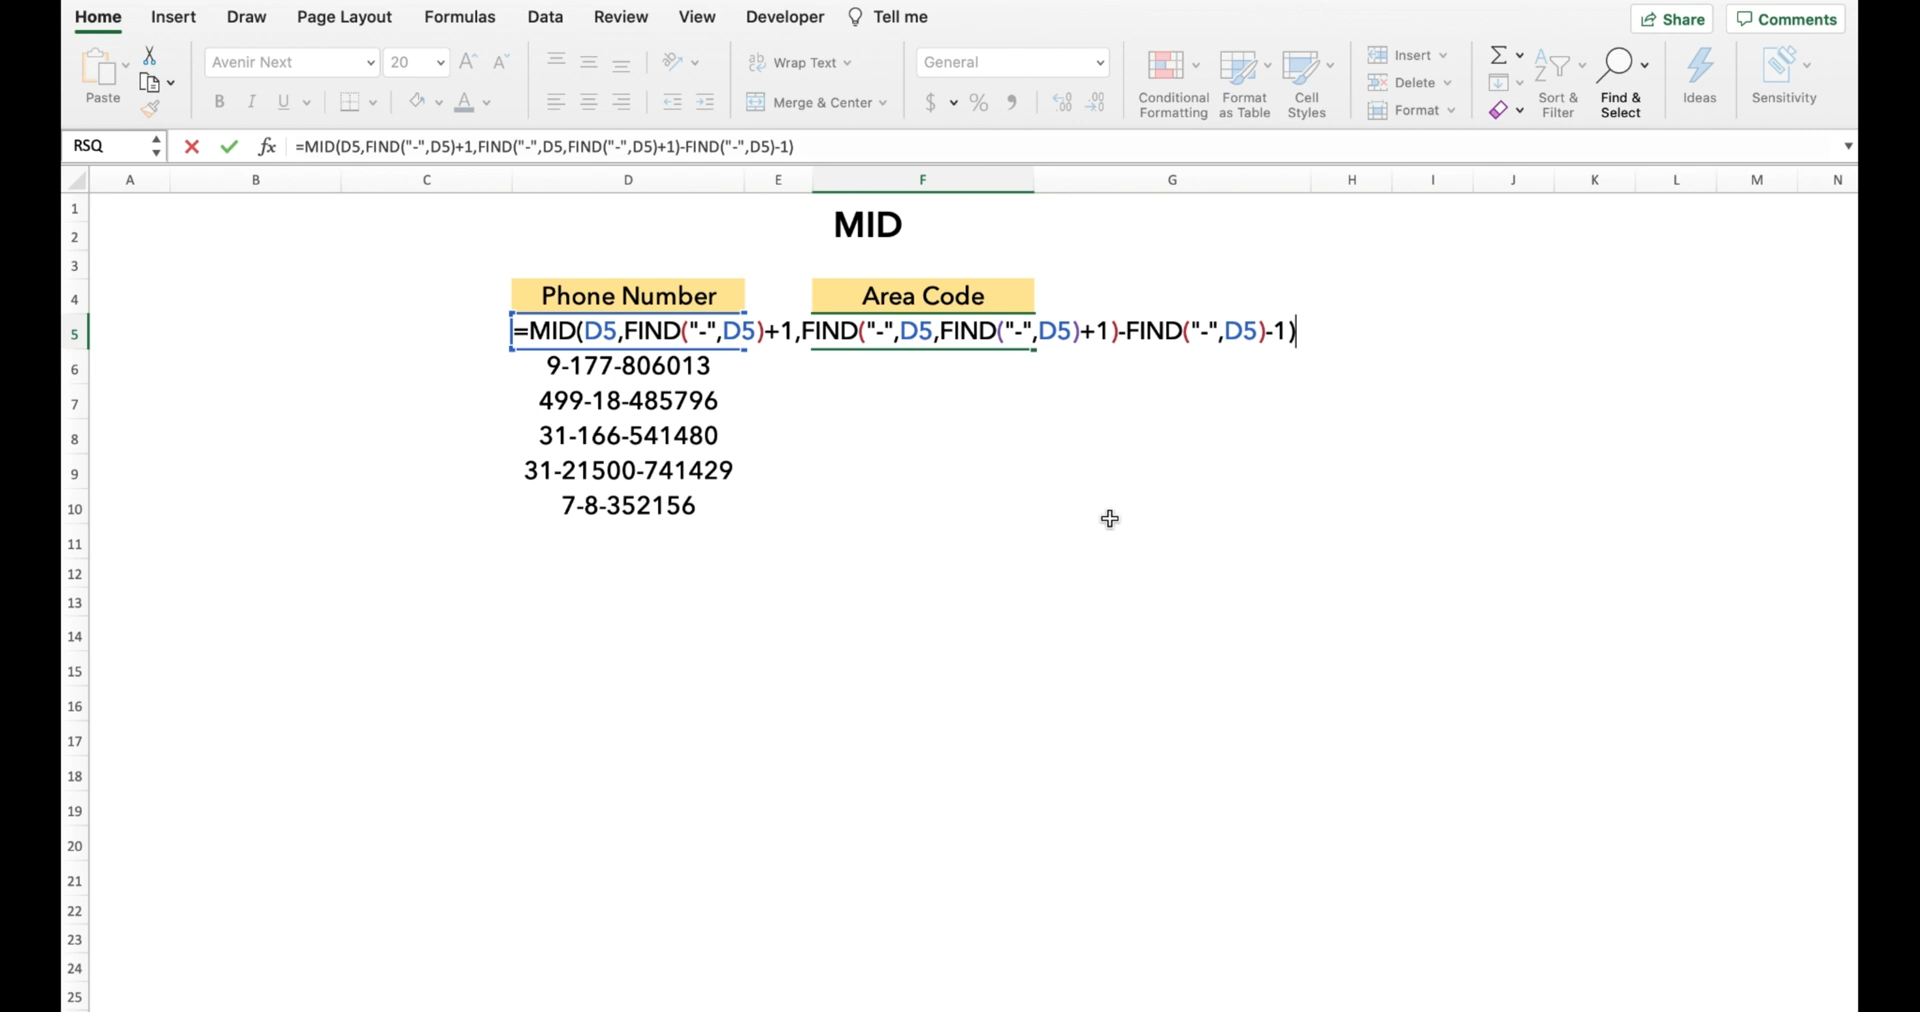 Home Insert Draw Page Layout Formulas Data Review View Developer Tell me Share Comments
Paste Avenir Next 20 A A Wrap Text General Insert
B I U A Merge & Center $ % Conditional Formatting Format as Table Cell Styles Delete Format Sort & Filter Find & Select Ideas Sensitivity
RSQ fx =MID(D5,FIND("-",D5)+1,FIND("-",D5,FIND("-",D5)+1)-FIND("-",D5)-1)
A B C D E F G H I J K L M N
1
MID
2
3
4 Phone Number Area Code
5 =MID(D5,FIND("-",D5)+1,FIND("-",D5,FIND("-",D5)+1)-FIND("-",D5)-1)
6 9-177-806013
7 499-18-485796
8 31-166-541480
9 31-21500-741429
10 7-8-352156
11
12
13
14
15
16
17
18
19
20
21
22
23
24
25